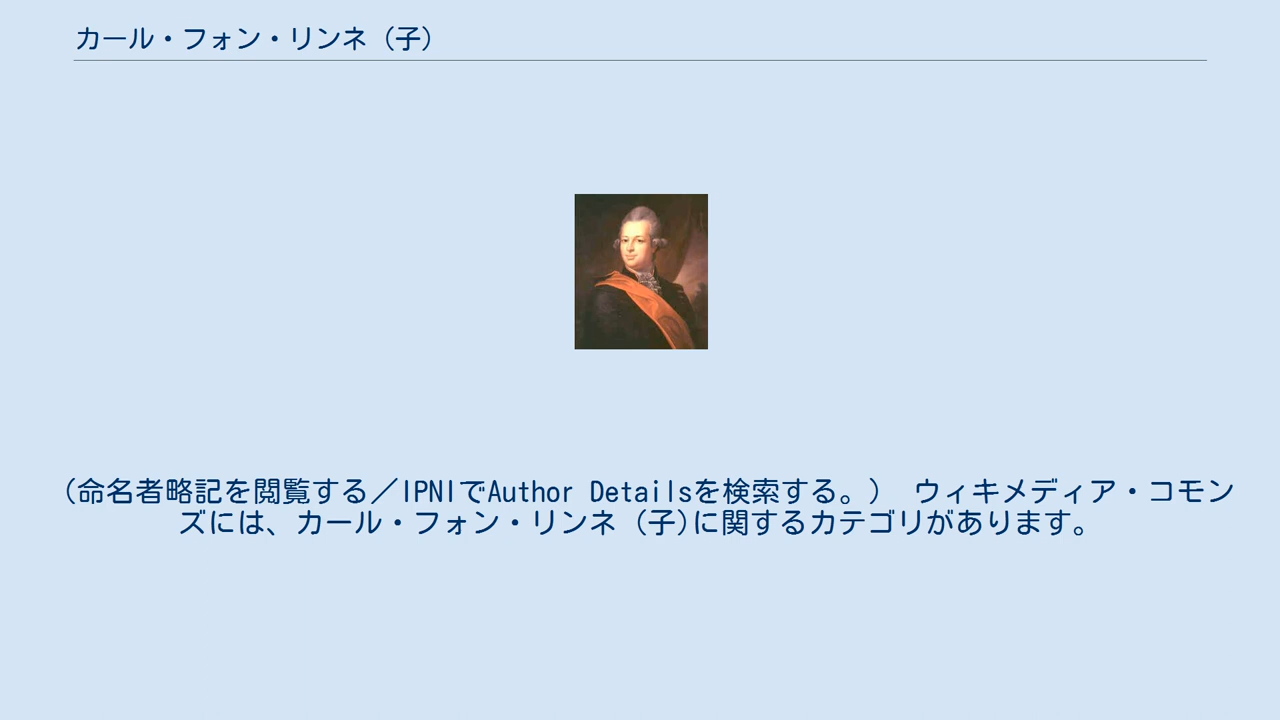 カール・フォン・リンネ（子）
（命名者略記を閲覧する／IPNIでAuthor Detailsを検索する。） ウィキメディア・コモン
ズには、カール・フォン・リンネ (子)に関するカテゴリがあります。